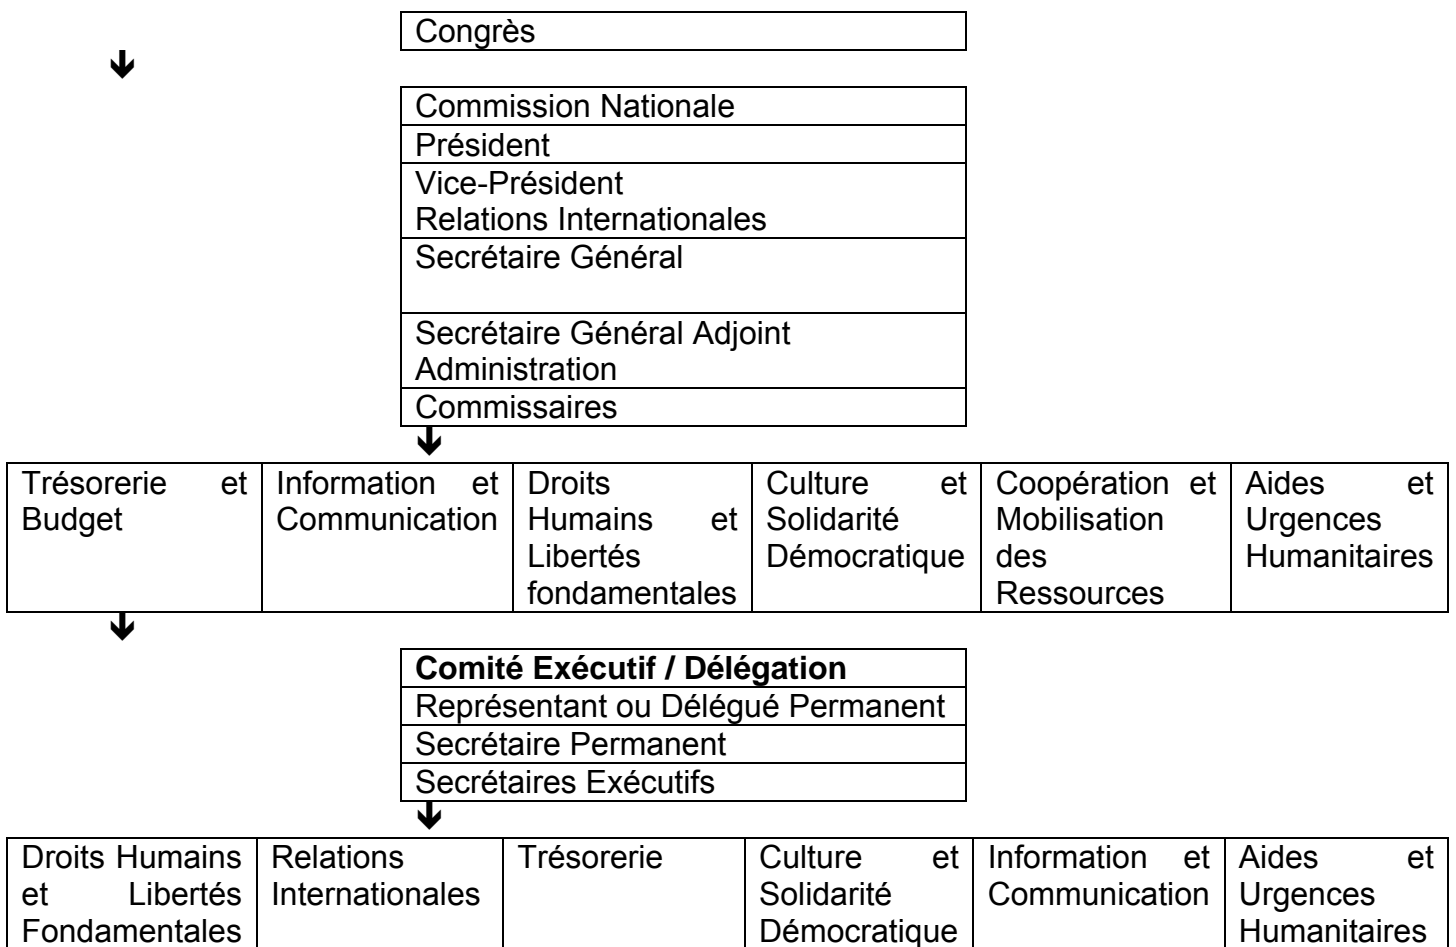 Congrès
Commission Nationale
Président
Vice-Président
Relations Internationales
Secrétaire Général
Secrétaire Général Adjoint
Administration
Commissaires
Trésorerie et
Budget
Information et
Communication
Droits
Humains et
Libertés
fondamentales
Culture et
Solidarité
Démocratique
Coopération et
Mobilisation
des
Ressources
Aides et
Urgences
Humanitaires
Comité Exécutif / Délégation
Représentant ou Délégué Permanent
Secrétaire Permanent
Secrétaires Exécutifs
Droits Humains
et Libertés
Fondamentales
Relations
Internationales
Trésorerie
Culture et
Solidarité
Démocratique
Information et
Communication
Aides et
Urgences
Humanitaires